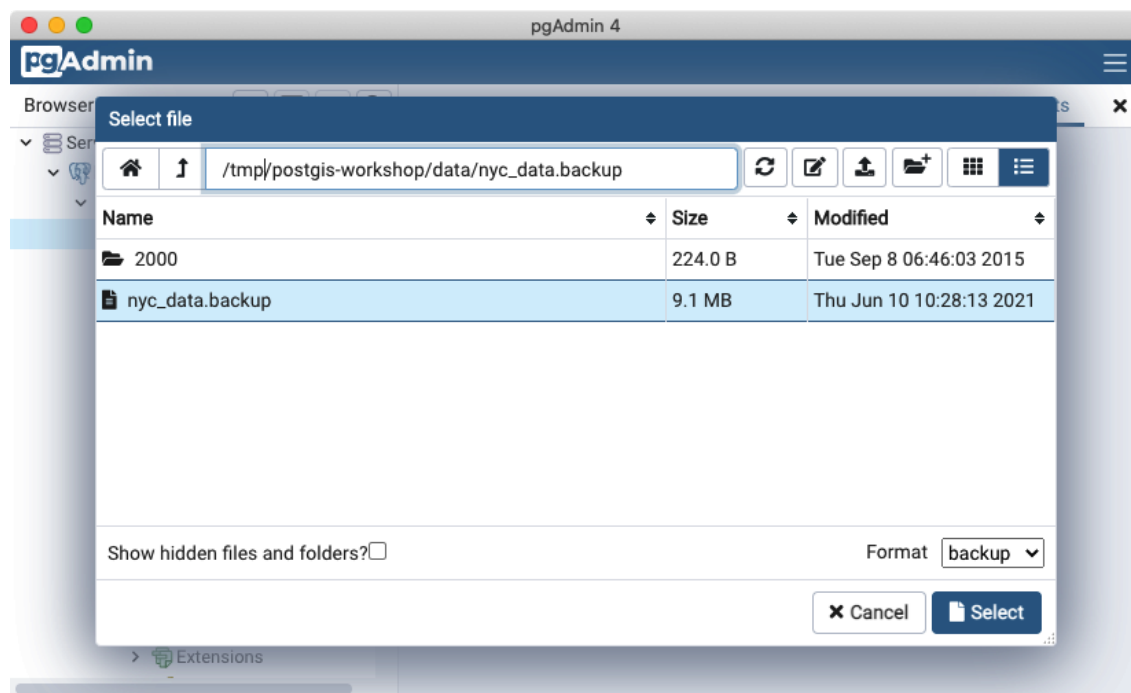 pgAdmin 4
pgAdmin
Browser
ts
Ser
Select file
/tmp/postgis-workshop/data/nyc_data.backup
Name Size Modified
2000 224.0 B Tue Sep 8 06:46:03 2015
nyc_data.backup 9.1 MB Thu Jun 10 10:28:13 2021
Show hidden files and folders? Format backup
Cancel Select
Extensions